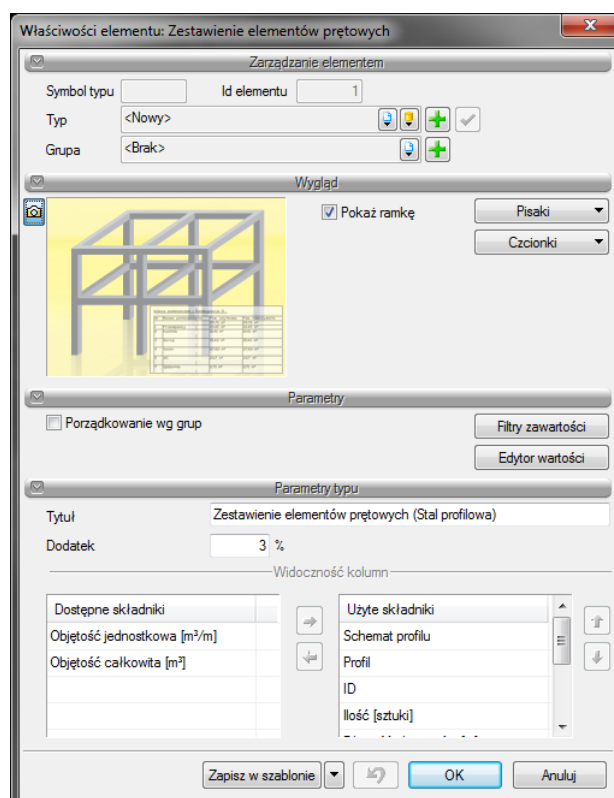 Właściwości elementu: Zestawienie elementów prętowych
Zarządzanie elementem
Symbol typu Id elementu 1
Typ <Nowy>
Grupa <Brak>
Wygląd
Pokaż ramkę Pisaki
Czcionki
Parametry
Porządkowanie wg grup Filtry zawartości
Edytor wartości
Parametry typu
Tytuł Zestawienie elementów prętowych (Stal profilowa)
Dodatek 3 %
Widoczność kolumn
Dostępne składniki Użyte składniki
Objętość jednostkowa [m³/m] Schemat profilu
Objętość całkowita [m³] Profil
ID
Ilość [sztuki]
Zapisz w szablonie OK Anuluj